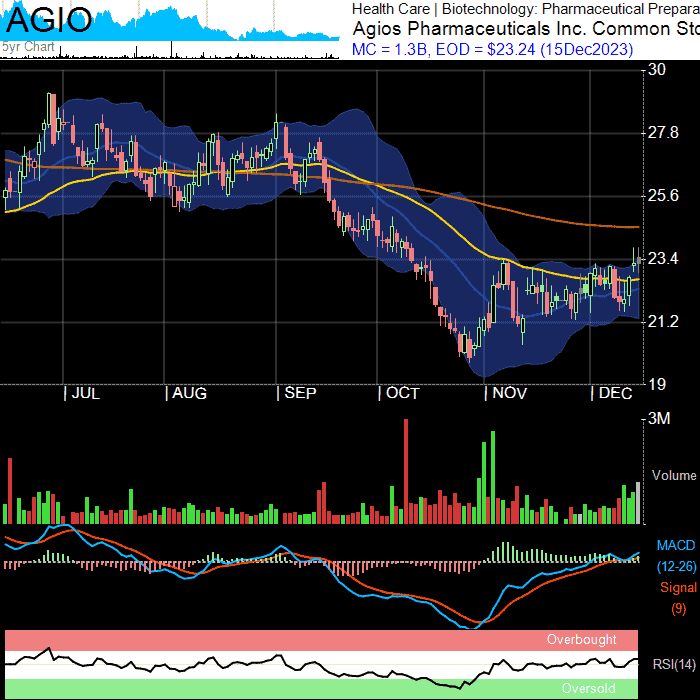 AGIO
Health Care | Biotechnology: Pharmaceutical Prepara
Agios Pharmaceuticals Inc. Common Sto
5yr Chart
MC = 1.3B, EOD = $23.24 (15Dec2023)
30
27.8
25.6
23.4
21.2
19
| JUL | AUG | SEP | OCT | NOV | DEC
3M
Volume
MACD
(12-26)
Signal
(9)
Overbought
RSI(14)
Oversold